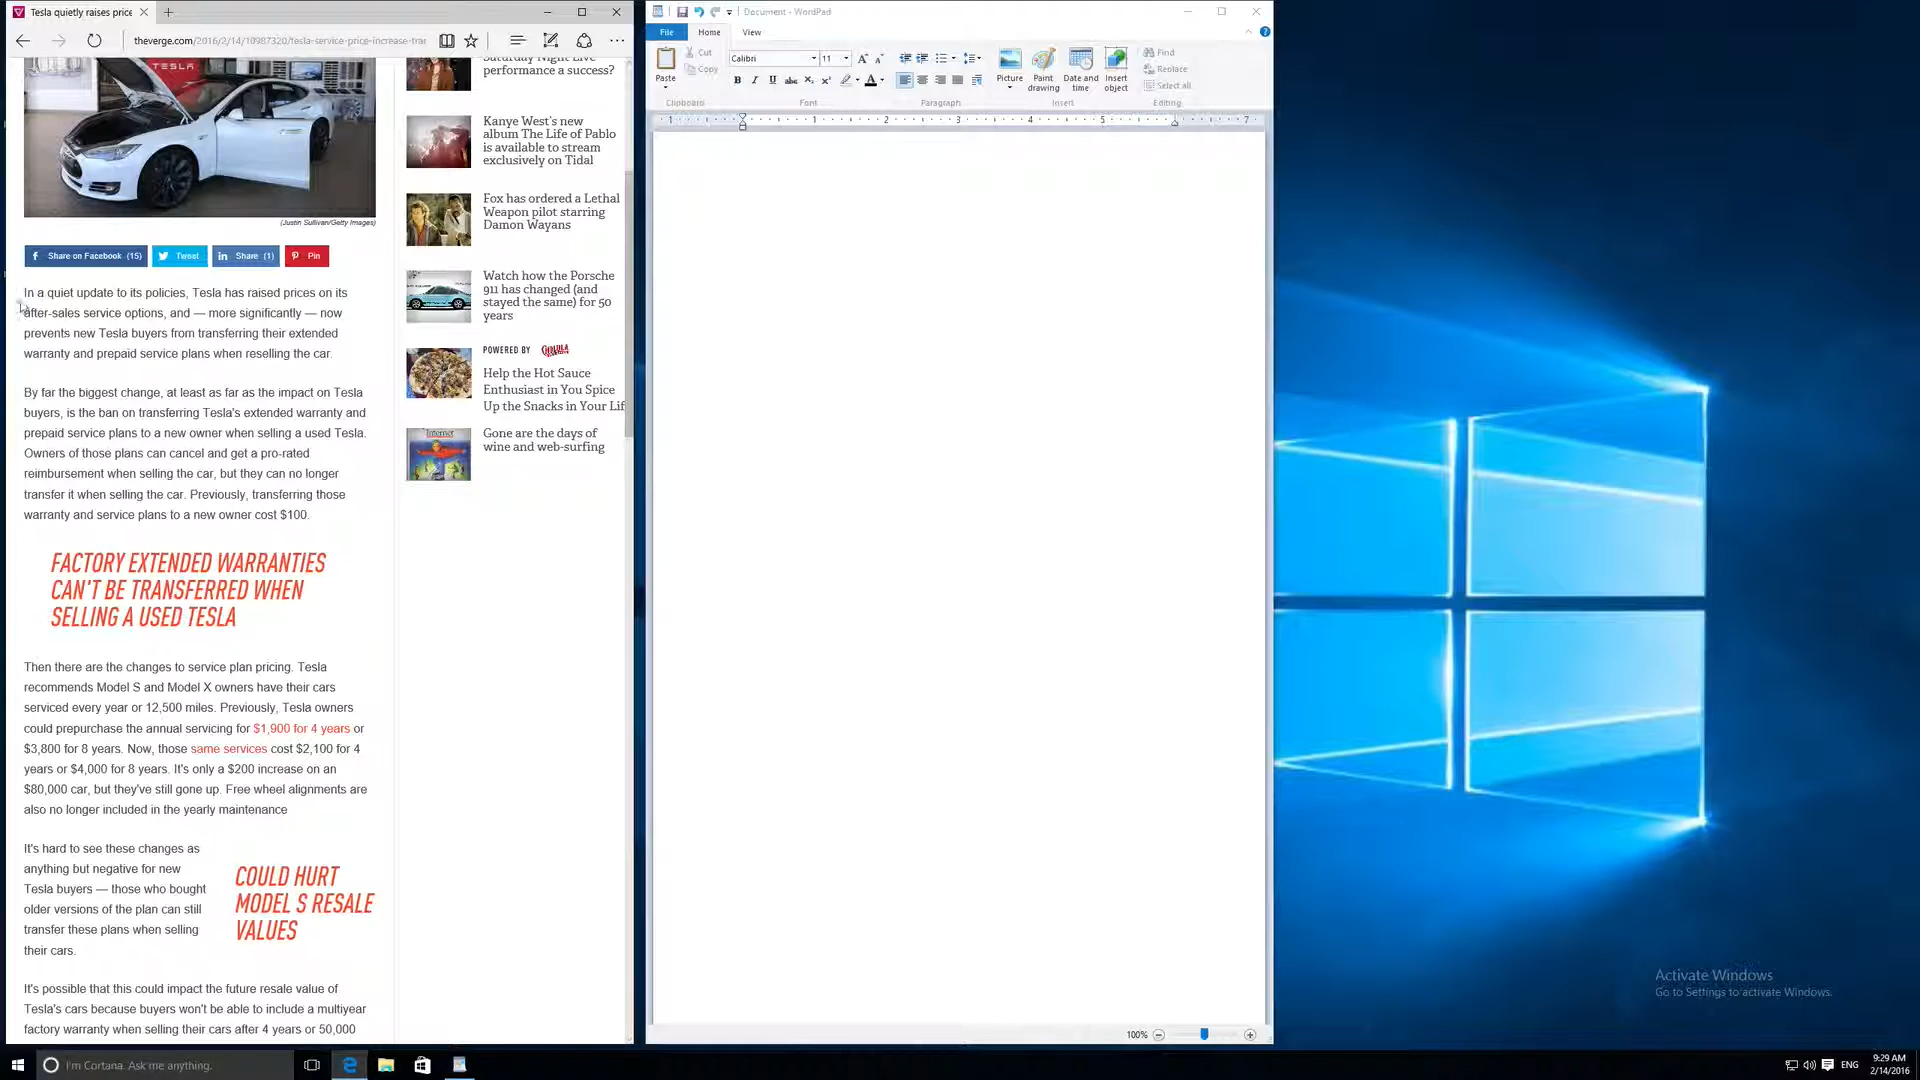 Tesla quietly raises price
theverge.com/2016/2/14/10987320/tesla-service-price-increase-trar
TESLA
(Justin Sullivan/Getty Images)
Share on Facebook (15)
Tweet
Share (1)
Pin
In a quiet update to its policies, Tesla has raised prices on its
after-sales service options, and — more significantly — now
prevents new Tesla buyers from transferring their extended
warranty and prepaid service plans when reselling the car.
By far the biggest change, at least as far as the impact on Tesla
buyers, is the ban on transferring Tesla's extended warranty and
prepaid service plans to a new owner when selling a used Tesla.
Owners of those plans can cancel and get a pro-rated
reimbursement when selling the car, but they can no longer
transfer it when selling the car. Previously, transferring those
warranty and service plans to a new owner cost $100.
FACTORY EXTENDED WARRANTIES
CAN'T BE TRANSFERRED WHEN
SELLING A USED TESLA
Then there are the changes to service plan pricing. Tesla
recommends Model S and Model X owners have their cars
serviced every year or 12,500 miles. Previously, Tesla owners
could prepurchase the annual servicing for $1,900 for 4 years or
$3,800 for 8 years. Now, those same services cost $2,100 for 4
years or $4,000 for 8 years. It's only a $200 increase on an
$80,000 car, but they've still gone up. Free wheel alignments are
also no longer included in the yearly maintenance
It's hard to see these changes as
anything but negative for new
Tesla buyers — those who bought
older versions of the plan can still
transfer these plans when selling
their cars.
COULD HURT
MODEL S RESALE
VALUES
It's possible that this could impact the future resale value of
Tesla's cars because buyers won't be able to include a multiyear
factory warranty when selling their cars after 4 years or 50,000
Saturday Night Live
performance a success?
Kanye West's new
album The Life of Pablo
is available to stream
exclusively on Tidal
Fox has ordered a Lethal
Weapon pilot starring
Damon Wayans
Watch how the Porsche
911 has changed (and
stayed the same) for 50
years
POWERED BY
CHOLULA
Help the Hot Sauce
Enthusiast in You Spice
Up the Snacks in Your Lif
Internet
Gone are the days of
wine and web-surfing
Document - WordPad
File
Home
View
Paste
Cut
Copy
Clipboard
Calibri
11
Font
Paragraph
Picture
Paint
drawing
Date and
time
Insert
object
Insert
Find
Replace
Select all
Editing
1 1 2 3 4 5 7
100%
Activate Windows
Go to Settings to activate Windows.
I'm Cortana. Ask me anything.
ENG
9:29 AM
2/14/2016